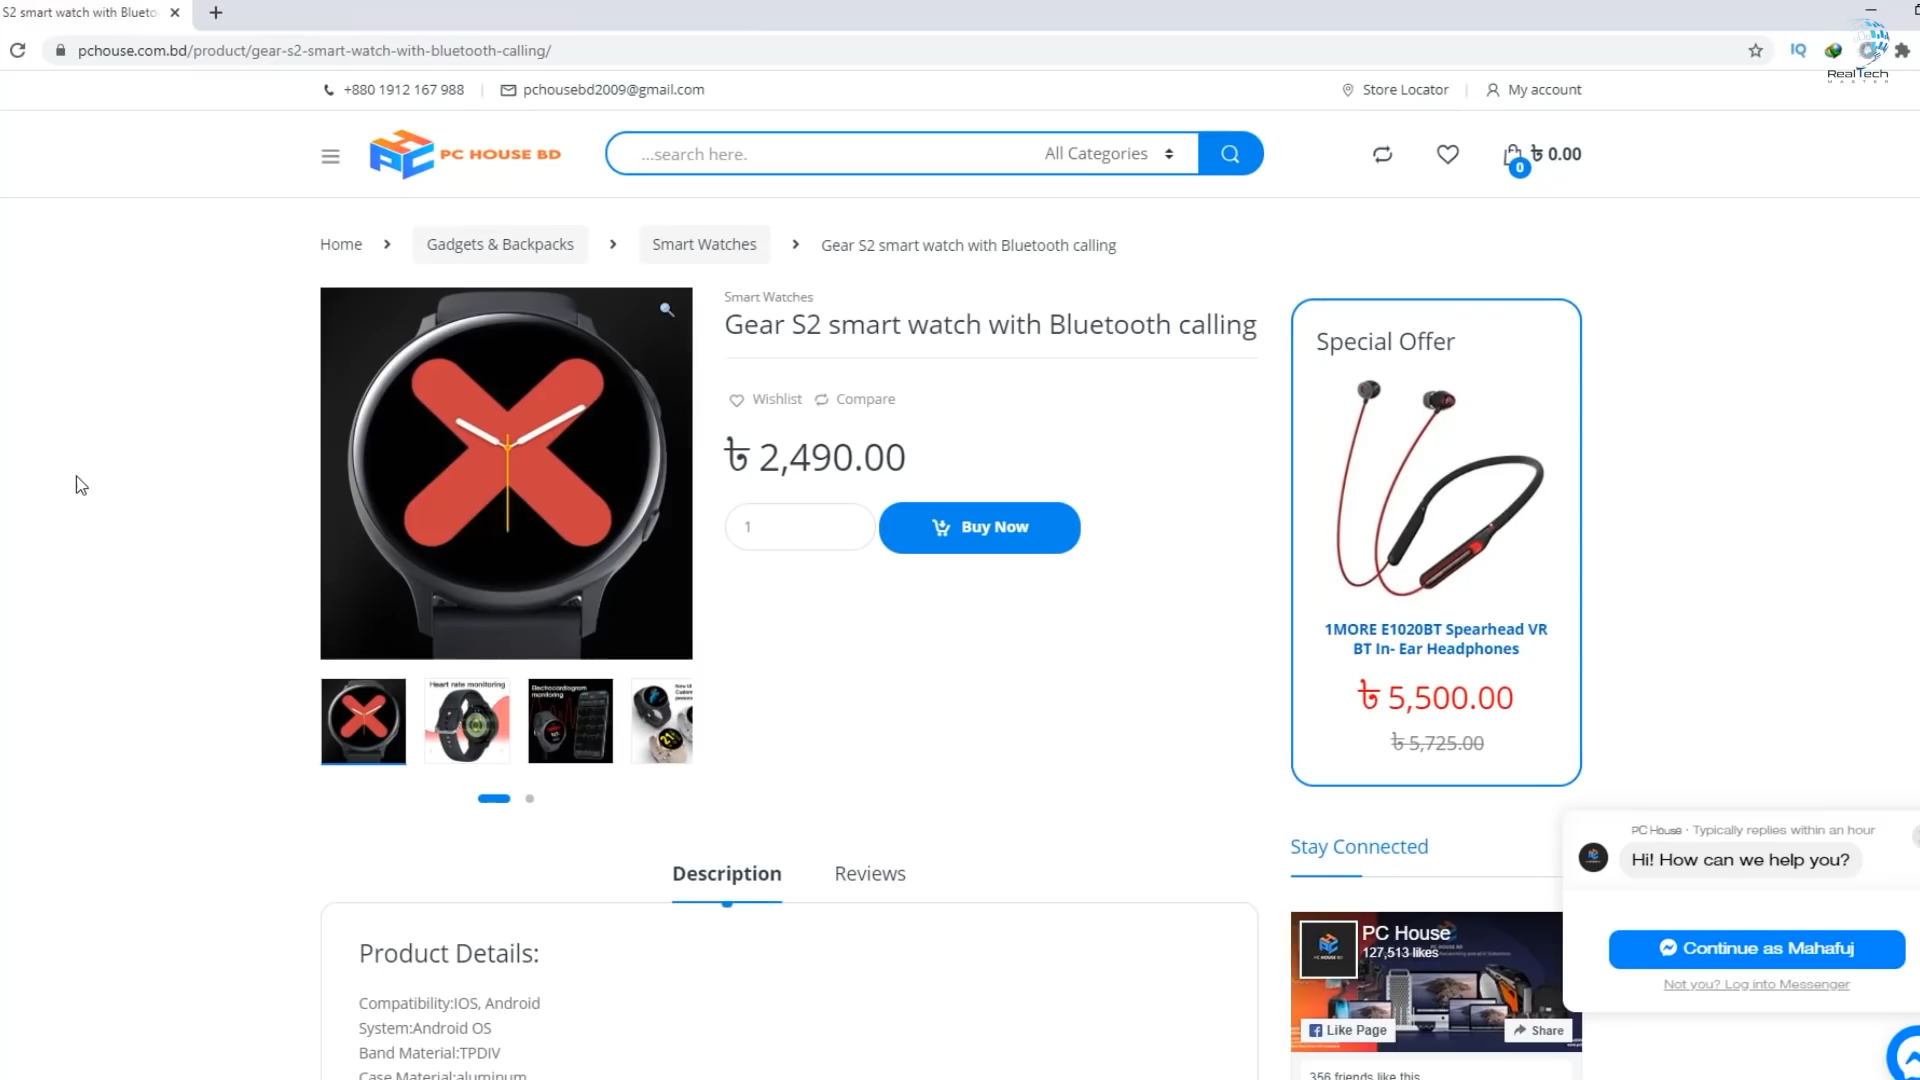 S2 smart watch with Blueto
pchouse.com.bd/product/gear-s2-smart-watch-with-bluetooth-calling/
IQ
RealTech
MASTER
+880 1912 167 988
pchousebd2009@gmail.com
Store Locator
My account
PC HOUSE BD
...search here.
All Categories
0
৳ 0.00
Home
Gadgets & Backpacks
Smart Watches
Gear S2 smart watch with Bluetooth calling
Smart Watches
Gear S2 smart watch with Bluetooth calling
Wishlist
Compare
৳ 2,490.00
1
Buy Now
Heart rate monitoring
Electrocardiogram
monitoring
Special Offer
1MORE E1020BT Spearhead VR
BT In- Ear Headphones
৳ 5,500.00
৳ 5,725.00
Description
Reviews
Product Details:
Compatibility:IOS, Android
System:Android OS
Band Material:TPDIV
Case Material:aluminum
Stay Connected
PC House
127,513 likes
Like Page
Share
356 friends like this
PC House · Typically replies within an hour
Hi! How can we help you?
Continue as Mahafuj
Not you? Log into Messenger